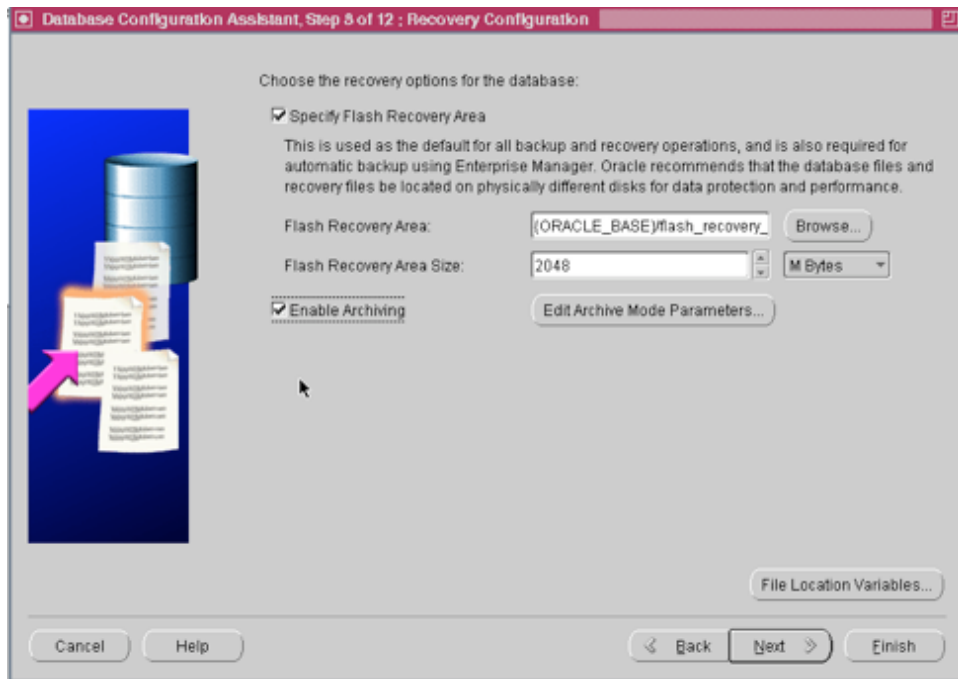 Database Configuration Assistant, Step 8 of 12 : Recovery Configuration
Choose the recovery options for the database:
Specify Flash Recovery Area
This is used as the default for all backup and recovery operations, and is also required for
automatic backup using Enterprise Manager. Oracle recommends that the database files and
recovery files be located on physically different disks for data protection and performance.
Flash Recovery Area: {ORACLE_BASE}/flash_recovery_ Browse...
Flash Recovery Area Size: 2048 M Bytes
Enable Archiving Edit Archive Mode Parameters...
File Location Variables...
Cancel Help Back Next Finish